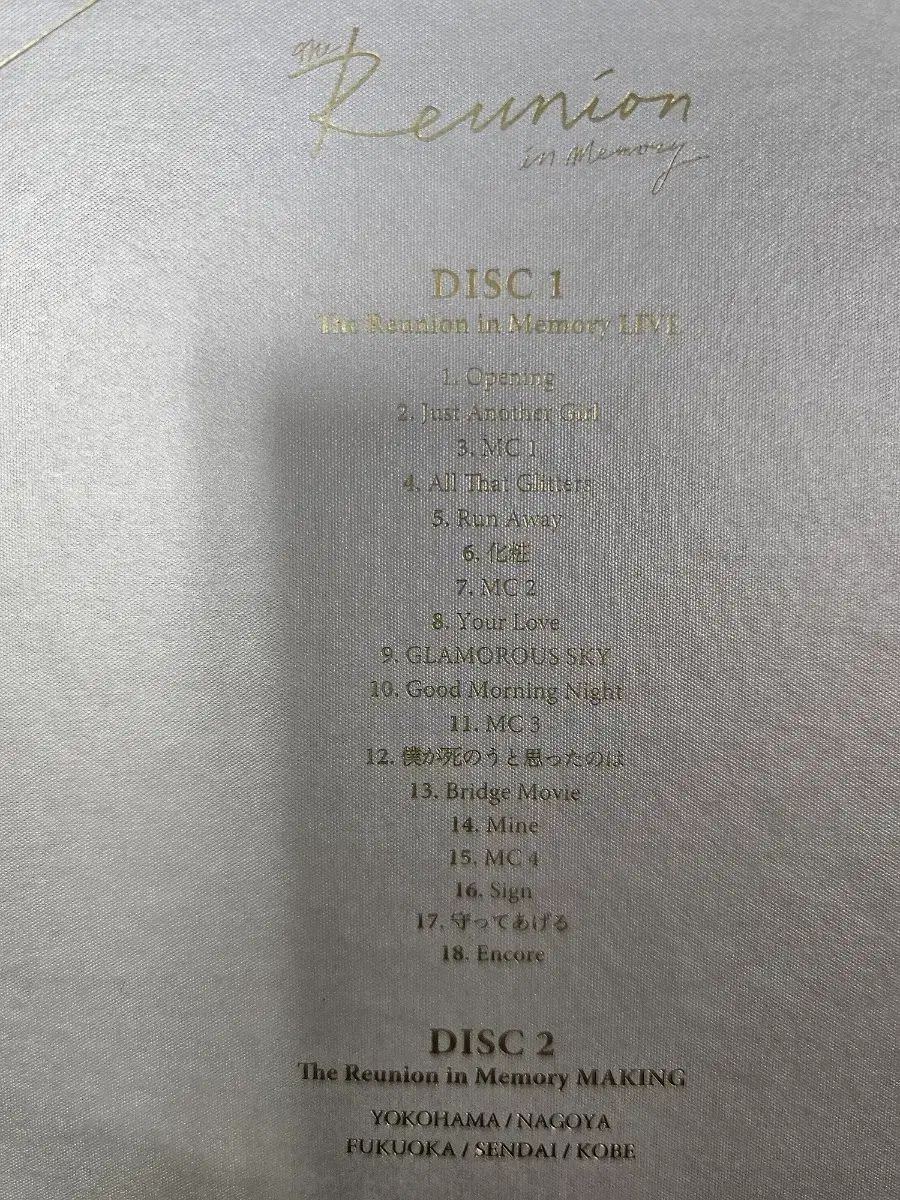 The
Reunion
in Memory
DISC 1
The Reunion in Memory LIVE
1. Opening
2. Just Another Girl
3. MC 1
4. All That Glitters
5. Run Away
6. 化粧
7. MC 2
8. Your Love
9. GLAMOROUS SKY
10. Good Morning Night
11. MC 3
12. 僕が死のうと思ったのは
13. Bridge Movie
14. Mine
15. MC 4
16. Sign
17. 守ってあげる
18. Encore
DISC 2
The Reunion in Memory MAKING
YOKOHAMA / NAGOYA
FUKUOKA / SENDAI / KOBE